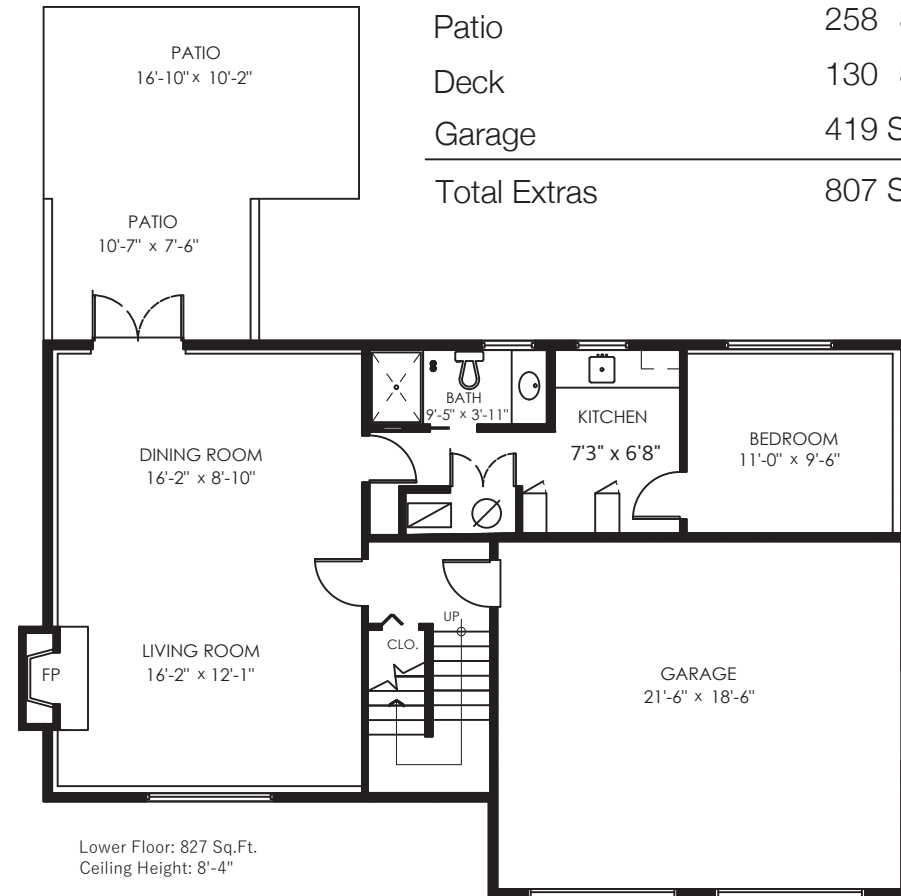 Patio 258
Deck 130
Garage 419
Total Extras 807
PATIO
16'-10" x 10'-2"
PATIO
10'-7" x 7'-6"
BATH
9'-5" x 3'-11"
KITCHEN
7'3" x 6'8"
BEDROOM
11'-0" x 9'-6"
DINING ROOM
16'-2" x 8'-10"
UP
CLO.
LIVING ROOM
16'-2" x 12'-1"
FP
GARAGE
21'-6" x 18'-6"
Lower Floor: 827 Sq.Ft.
Ceiling Height: 8'-4"